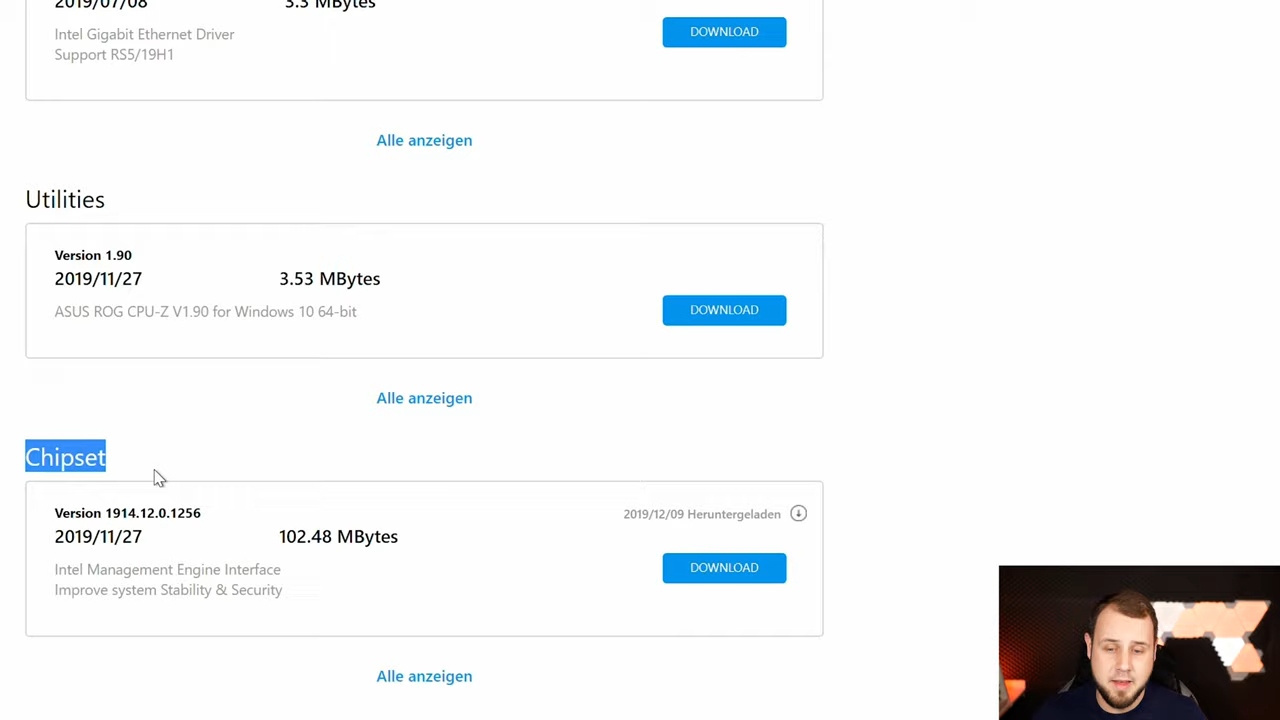 2019/07/08 3.3 MBytes
Intel Gigabit Ethernet Driver
Support RS5/19H1
DOWNLOAD
Alle anzeigen
Utilities
Version 1.90
2019/11/27 3.53 MBytes
ASUS ROG CPU-Z V1.90 for Windows 10 64-bit
DOWNLOAD
Alle anzeigen
Chipset
Version 1914.12.0.1256
2019/12/09 Heruntergeladen
2019/11/27 102.48 MBytes
Intel Management Engine Interface
Improve system Stability & Security
DOWNLOAD
Alle anzeigen